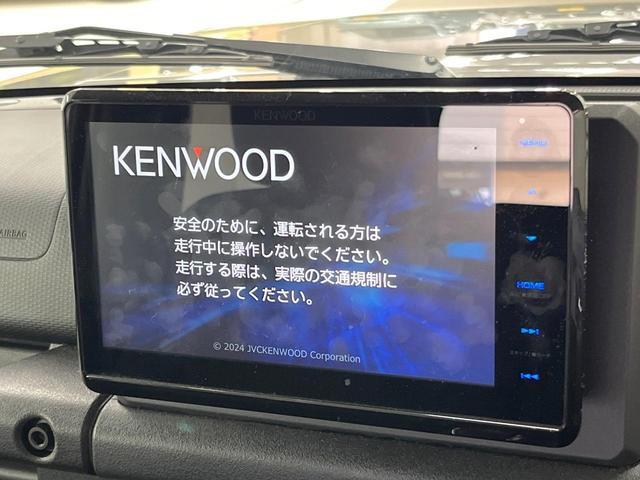 KENWOOD
KENWOOD
安全のために、運転される方は
走行中に操作しないでください。
走行する際は、実際の交通規制に
必ず従ってください。
© 2024 JVCKENWOOD Corporation
HOME
AIRBAG